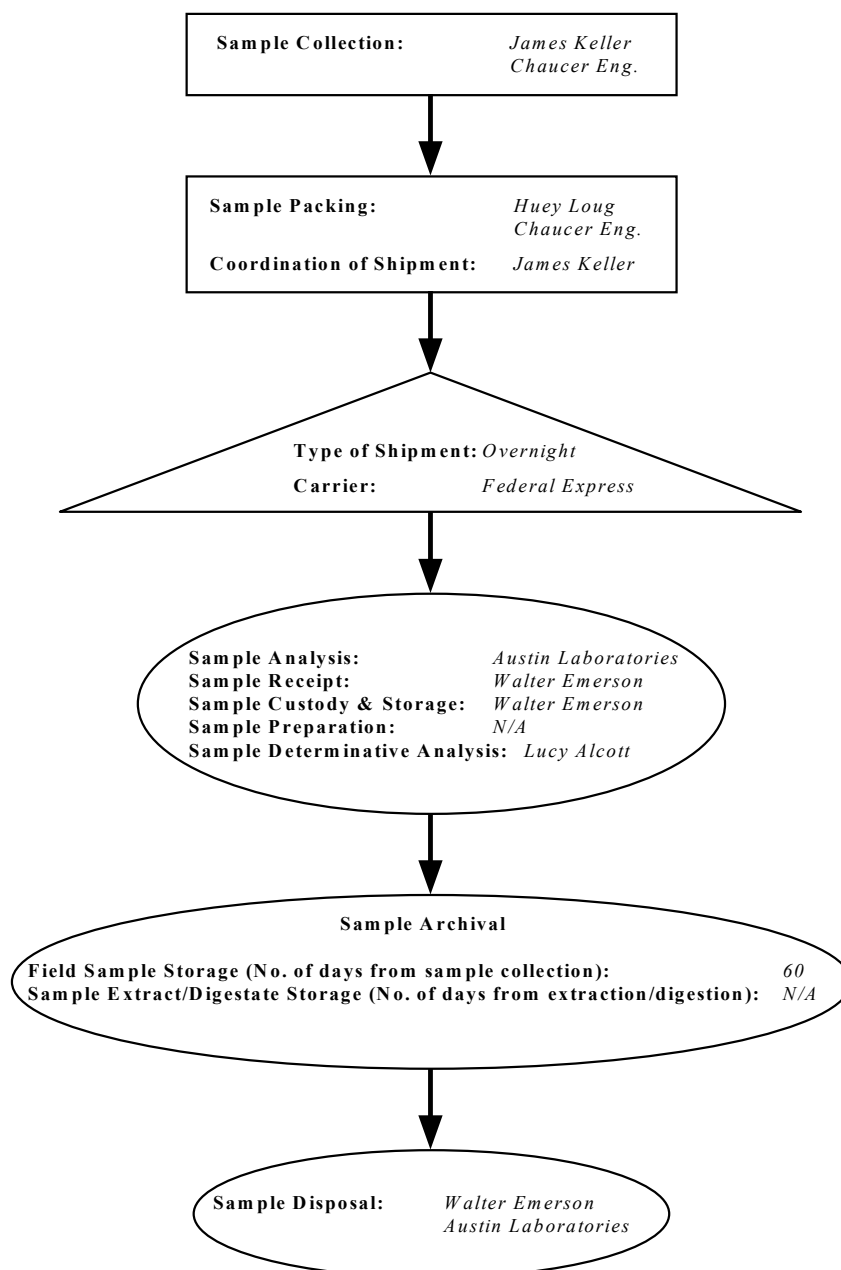 Sample Collection: James Keller
Chaucer Eng.
Sample Packing: Huey Loug
Chaucer Eng.
Coordination of Shipment: James Keller
Type of Shipment: Overnight
Carrier: Federal Express
Sample Analysis: Austin Laboratories
Sample Receipt: Walter Emerson
Sample Custody & Storage: Walter Emerson
Sample Preparation: N/A
Sample Determinative Analysis: Lucy Alcott
Sample Archival
Field Sample Storage (No. of days from sample collection): 60
Sample Extract/Digestate Storage (No. of days from extraction/digestion): N/A
Sample Disposal: Walter Emerson
Austin Laboratories